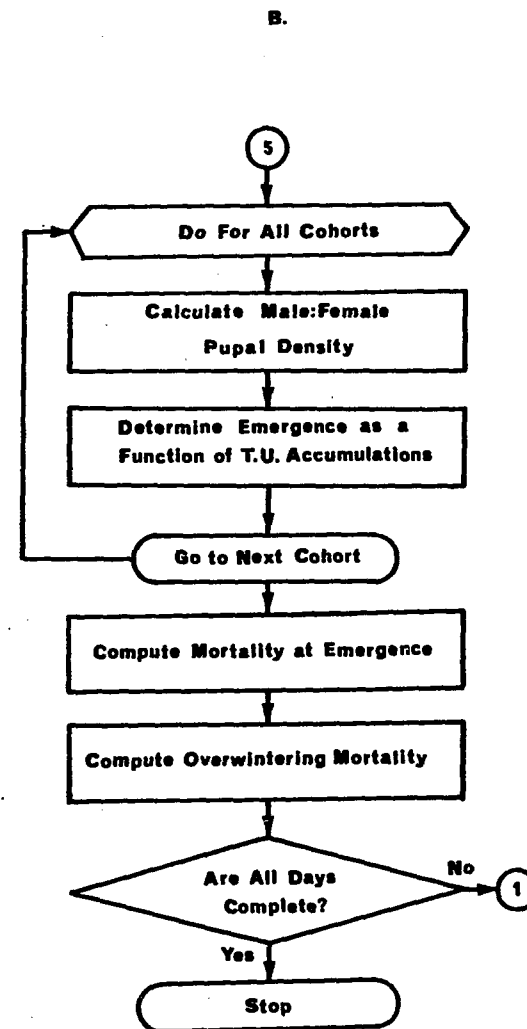 B.
5
Do For All Cohorts
Calculate Male:Female
Pupal Density
Determine Emergence as a
Function of T.U. Accumulations
Go to Next Cohort
Compute Mortality at Emergence
Compute Overwintering Mortality
Are All Days
Complete?
No
1
Yes
Stop